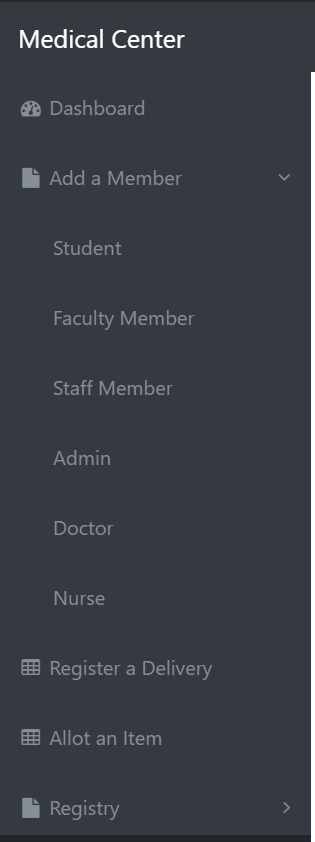 Medical Center
Dashboard
Add a Member
Student
Faculty Member
Staff Member
Admin
Doctor
Nurse
Register a Delivery
Allot an Item
Registry